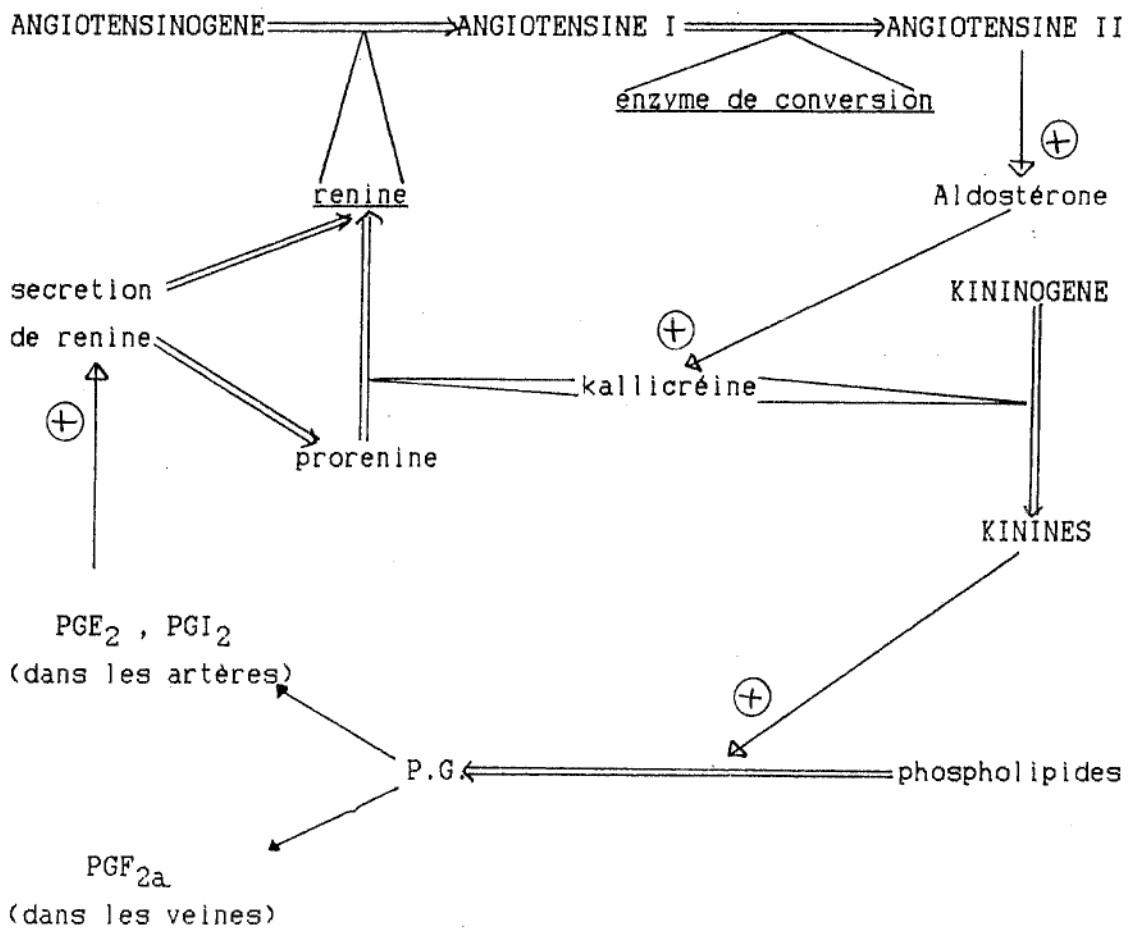 ANGIOTENSINOGENE ANGIOTENSINE I ANGIOTENSINE II
enzyme de conversion
+
renine
Aldostérone
secretion
KININOGENE
de renine
+
kallicréine
+
prorenine
KININES
PGE2 , PGI2
(dans les artères)
+
P.G.
phospholipides
PGF2a
(dans les veines)